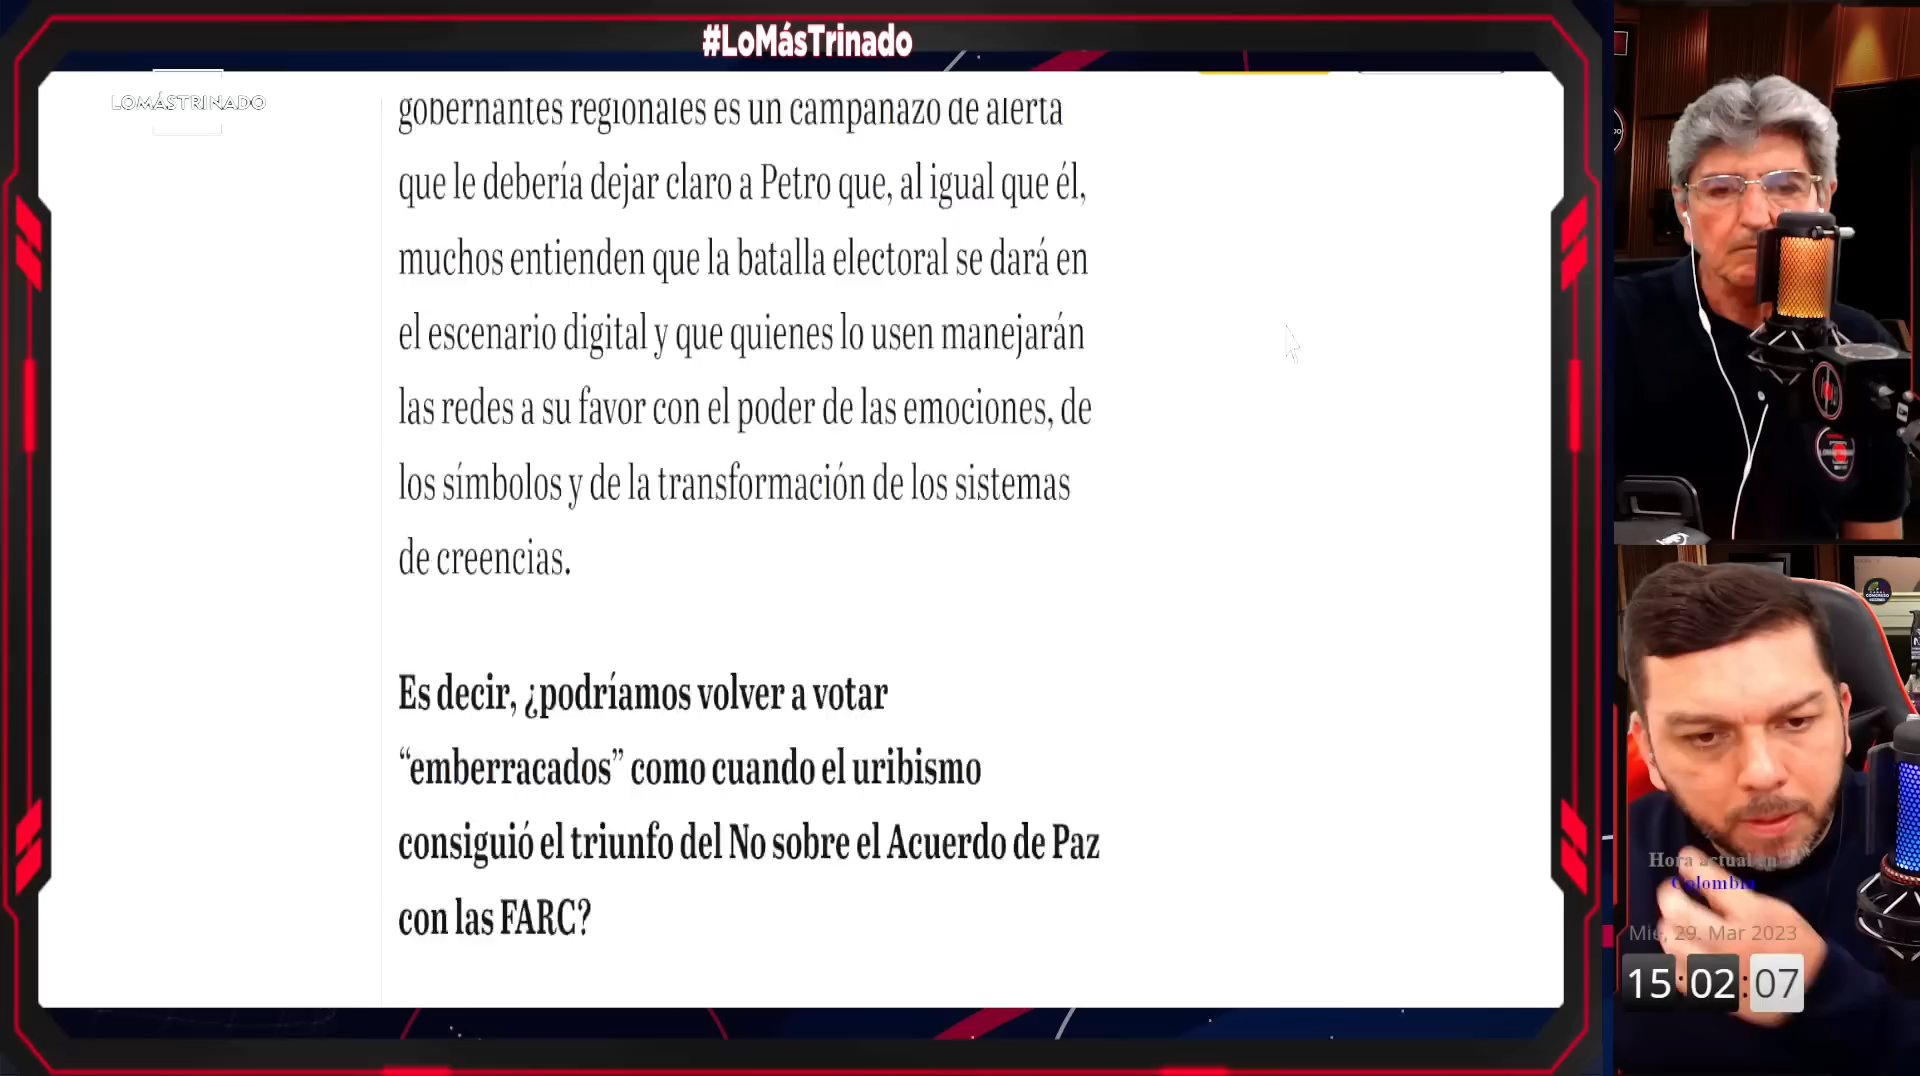 #LoMásTrinado
LOMÁSTRINADO
gobernantes regionales es un campanazo de alerta
que le debería dejar claro a Petro que, al igual que él,
muchos entienden que la batalla electoral se dará en
el escenario digital y que quienes lo usen manejarán
las redes a su favor con el poder de las emociones, de
los símbolos y de la transformación de los sistemas
de creencias.
Es decir, ¿podríamos volver a votar
“emberracados” como cuando el uribismo
consiguió el triunfo del No sobre el Acuerdo de Paz
con las FARC?
Hora actual en
Colombia
Mié, 29. Mar 2023
15:02:07